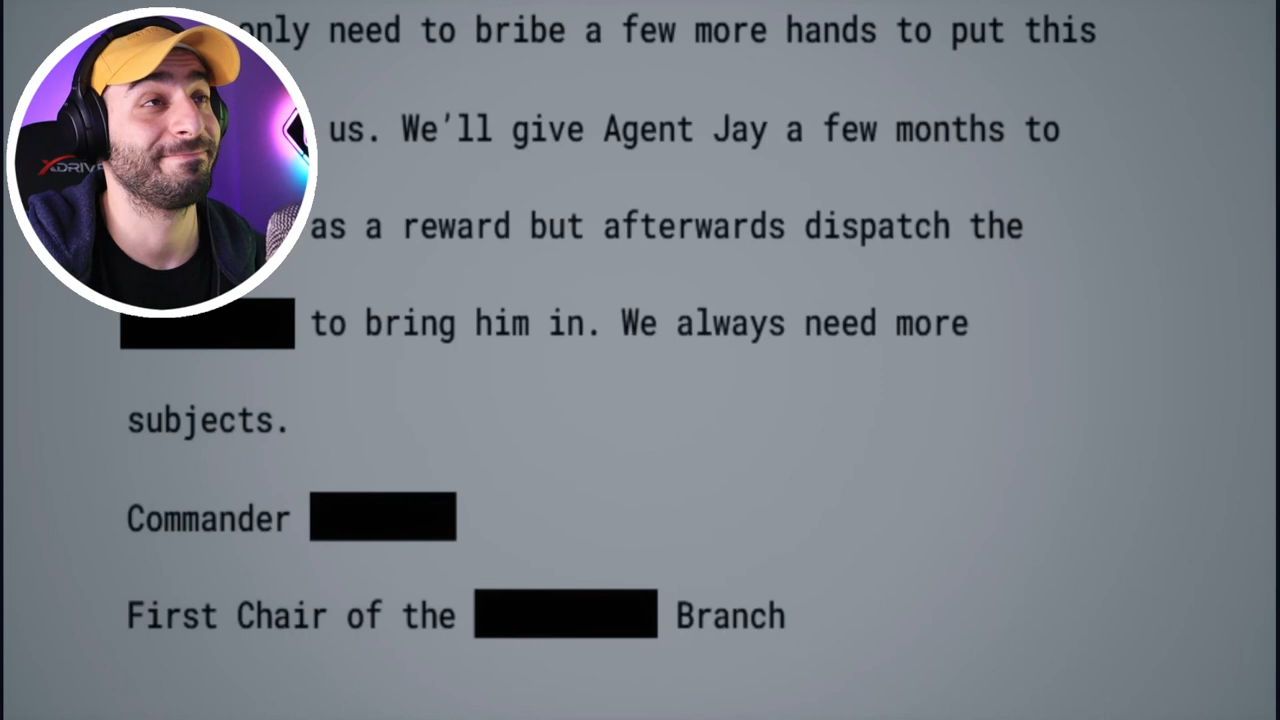 only need to bribe a few more hands to put this
us. We’ll give Agent Jay a few months to
as a reward but afterwards dispatch the
to bring him in. We always need more
subjects.
Commander
First Chair of the Branch